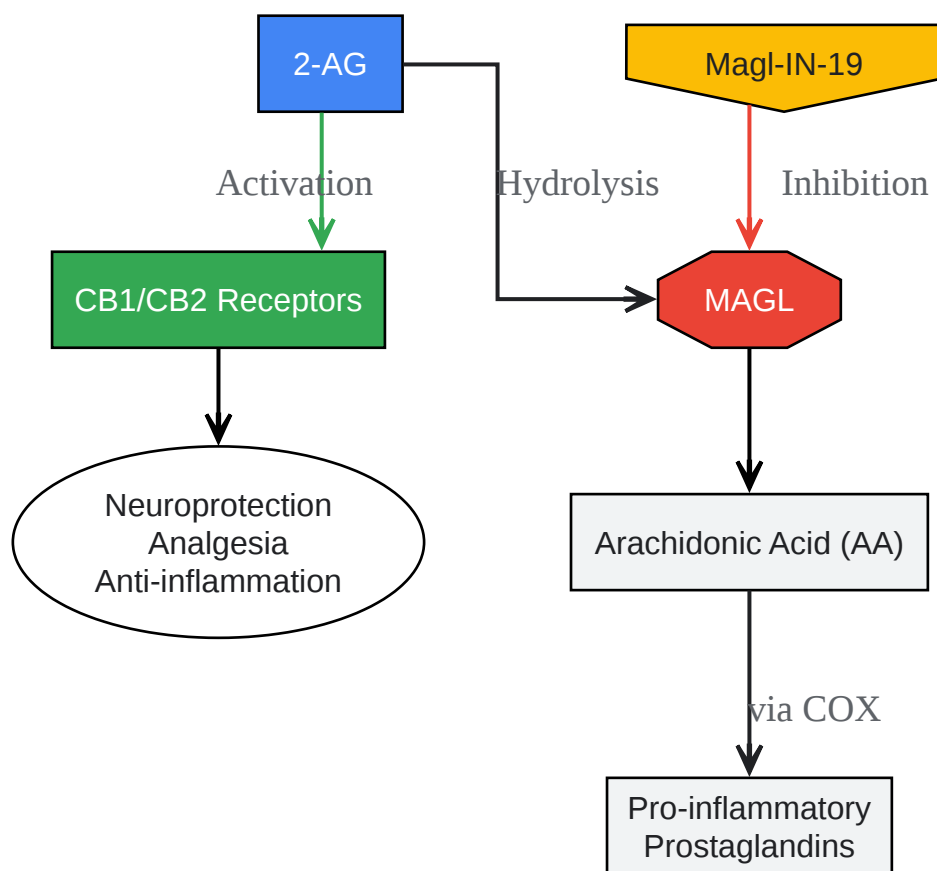 2-AG
Magl-IN-19
Activation
Hydrolysis
Inhibition
CB1/CB2 Receptors
MAGL
Neuroprotection
Analgesia
Anti-inflammation
Arachidonic Acid (AA)
via COX
Pro-inflammatory
Prostaglandins